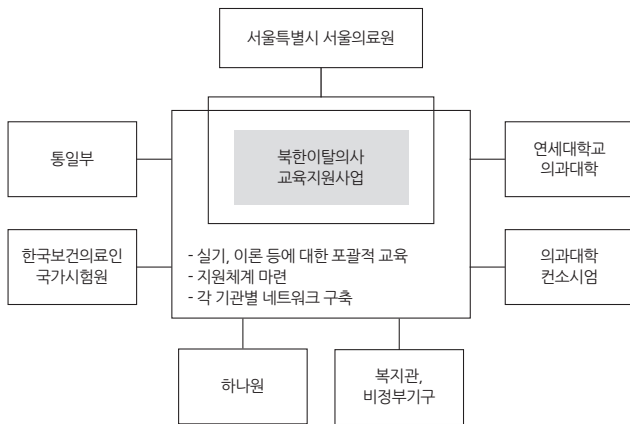 서울특별시 서울의료원
통일부
북한이탈의사
교육지원사업
연세대학교
의과대학
한국보건의료인
국가시험원
- 실기, 이론 등에 대한 포괄적 교육
- 지원체계 마련
- 각 기관별 네트워크 구축
의과대학
컨소시엄
하나원
복지관,
비정부기구